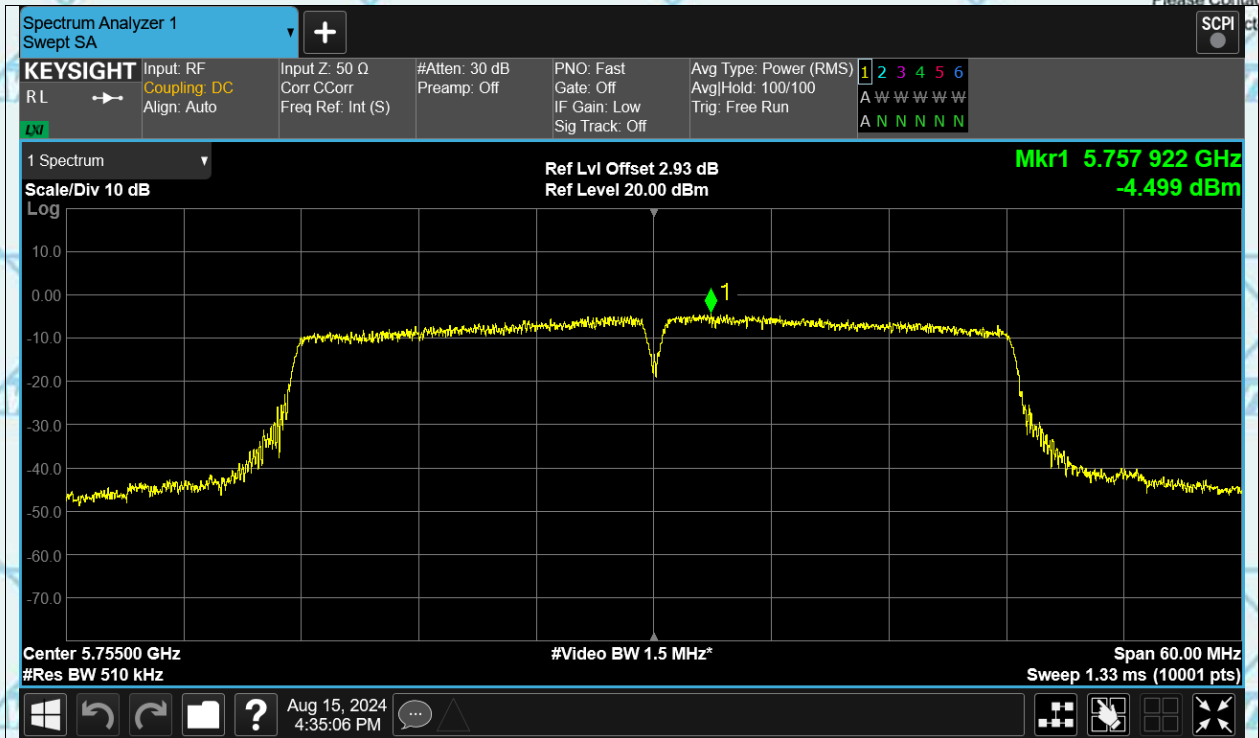 Please Conta
Spectrum Analyzer 1
Swept SA
SCPI
ct
KEYSIGHT
R L
LXI
Input: RF
Coupling: DC
Align: Auto
Input Z: 50 Ω
Corr CCorr
Freq Ref: Int (S)
#Atten: 30 dB
Preamp: Off
PNO: Fast
Gate: Off
IF Gain: Low
Sig Track: Off
Avg Type: Power (RMS)
Avg|Hold: 100/100
Trig: Free Run
1 2 3 4 5 6
A W W W W W
A N N N N N
1 Spectrum
Scale/Div 10 dB
Log
Ref Lvl Offset 2.93 dB
Ref Level 20.00 dBm
Mkr1 5.757 922 GHz
-4.499 dBm
10.0
0.00
-10.0
-20.0
-30.0
-40.0
-50.0
-60.0
-70.0
1
Center 5.75500 GHz
#Res BW 510 kHz
#Video BW 1.5 MHz*
Span 60.00 MHz
Sweep 1.33 ms (10001 pts)
?
Aug 15, 2024
4:35:06 PM